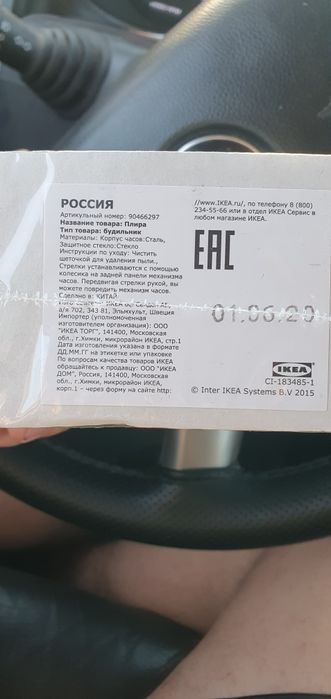 РОССИЯ
Артикульный номер: 90466297
Название товара: Плира
Тип товара: будильник
Материалы: Корпус часов:Сталь,
Защитное стекло:Стекло
Инструкции по уходу: Чистить
щеточкой для удаления пыли.,
Стрелки устанавливаются с помощью
колесика на задней панели механизма
часов. Передвигая стрелки рукой, вы
можете повредить механизм часов.
Сделано в: КИТАЙ
а/я 702, 343 81, Эльмхульт, Швеция
Импортер (уполномоченная
изготовителем организация): ООО
"ИКЕА ТОРГ", 141400, Московская
обл., г.Химки, микрорайон ИКЕА, стр.1
Дата изготовления указана в формате
ДД.ММ.ГГ на этикетке или упаковке
По вопросам качества товаров ИКЕА
обращаться к продавцу: ООО "ИКЕА
ДОМ", Россия, 141400, Московская
обл., г.Химки, микрорайон ИКЕА,
корп.1 – через форму на сайте http:
//www.IKEA.ru/, по телефону 8 (800)
234-55-66 или в отдел ИКЕА Сервис в
любом магазине ИКЕА.
EAC
01.06/20
IKEA
CI-183485-1
© Inter IKEA Systems B.V 2015